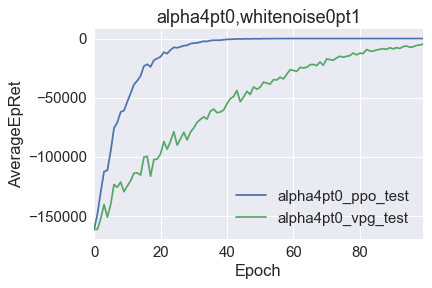 alpha4pt0,whitenoise0pt1
AverageEpRet
0
−50000
−100000
−150000
alpha4pt0_ppo_test
alpha4pt0_vpg_test
0 20 40 60 80
Epoch